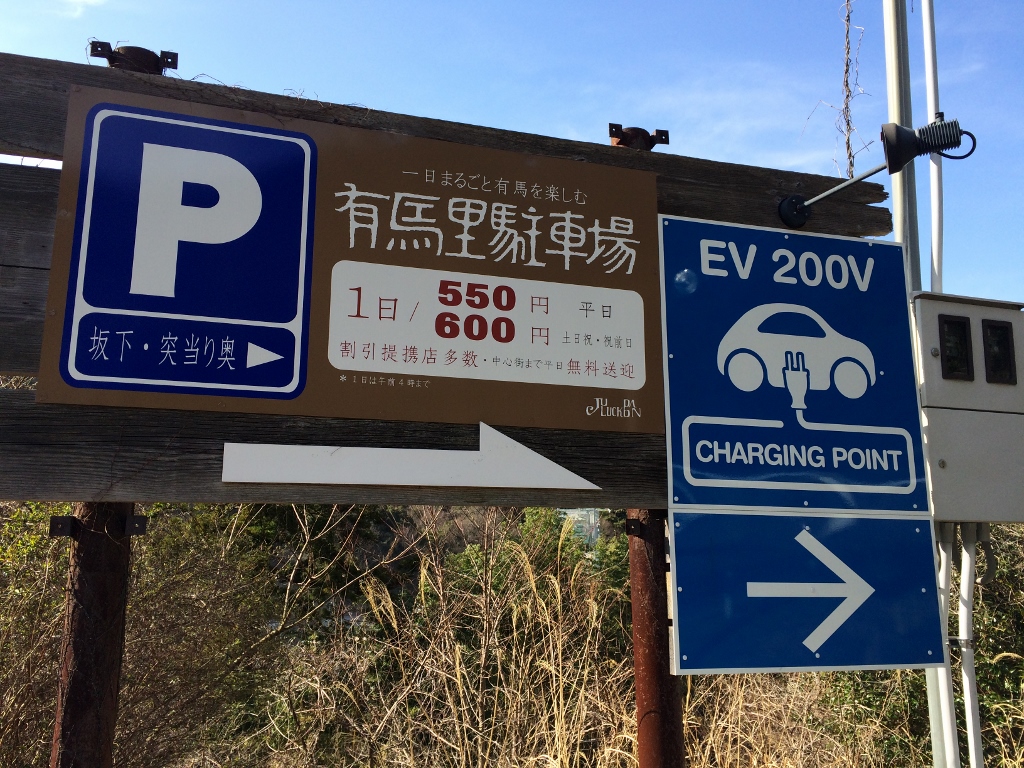 P
坂下・突当り奥
一日まるごと有馬を楽しむ
有馬里駐車場
1日/ 550円 平日
600円 土日祝・祝前日
割引提携店多数・中心街まで平日無料送迎
*1日は午前4時まで
EV 200V
CHARGING POINT